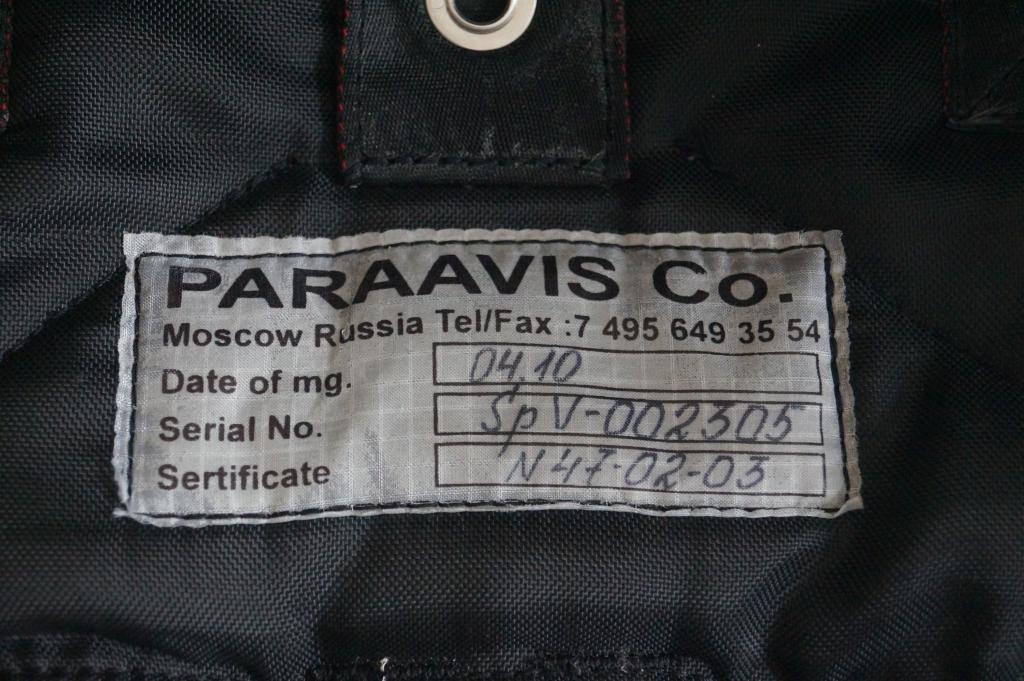 PARAAVIS Co.
Moscow Russia Tel/Fax :7 495 649 35 54
Date of mg. 04.10
Serial No. SpV-002305
Sertificate N 47-02-03